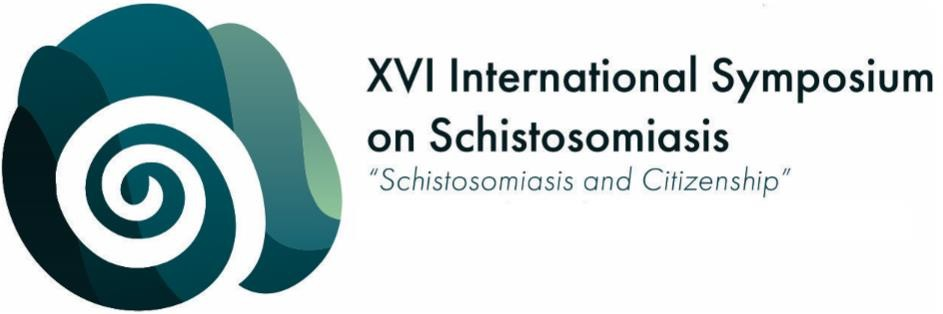 XVI International Symposium
on Schistosomiasis
“Schistosomiasis and Citizenship”